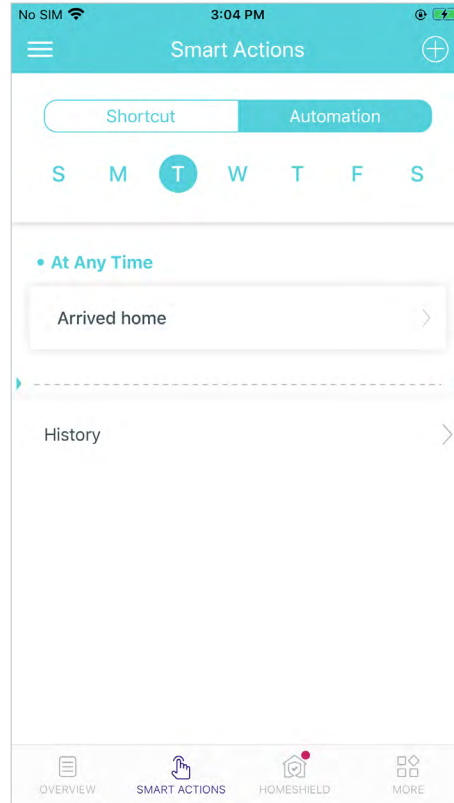 No SIM 3:04 PM
Smart Actions
Shortcut Automation
S M T W T F S
• At Any Time
Arrived home
History
OVERVIEW SMART ACTIONS HOMESHIELD MORE